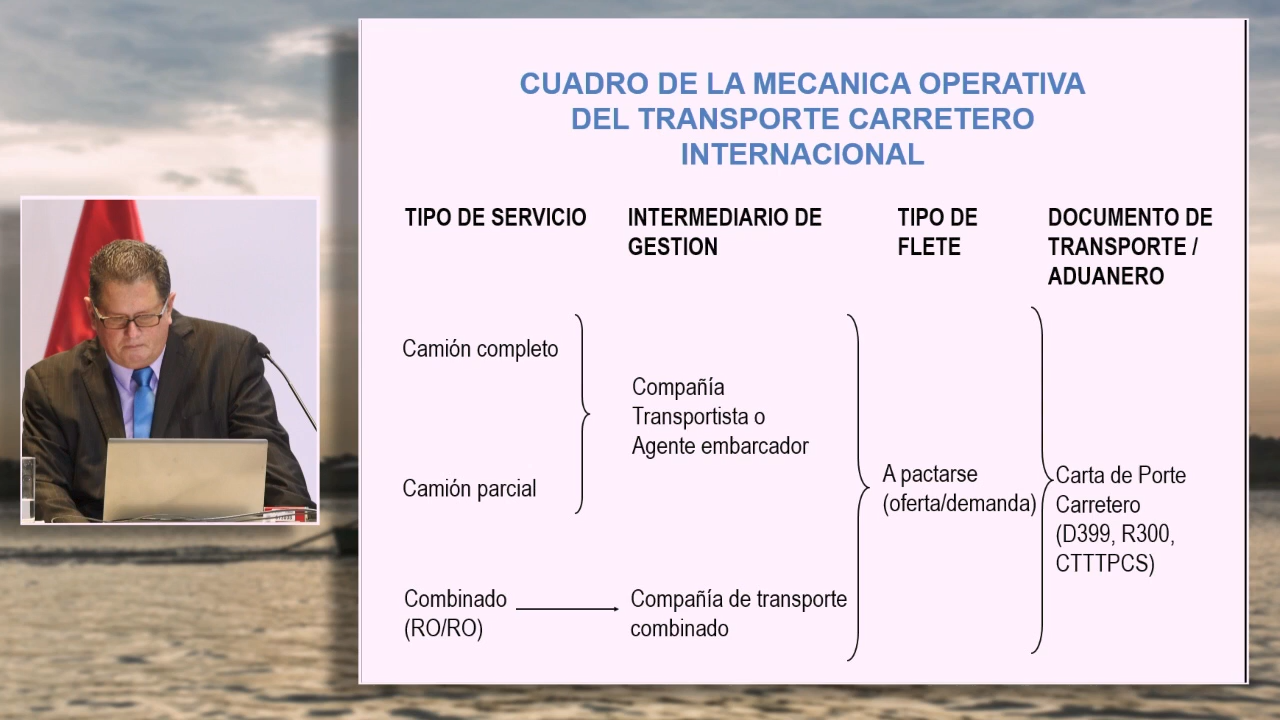 CUADRO DE LA MECANICA OPERATIVA
DEL TRANSPORTE CARRETERO
INTERNACIONAL
TIPO DE SERVICIO
INTERMEDIARIO DE
GESTION
TIPO DE
FLETE
DOCUMENTO DE
TRANSPORTE /
ADUANERO
Camión completo
Camión parcial
Compañía
Transportista o
Agente embarcador
Combinado
(RO/RO)
Compañía de transporte
combinado
A pactarse
(oferta/demanda)
Carta de Porte
Carretero
(D399, R300,
CTTTPCS)